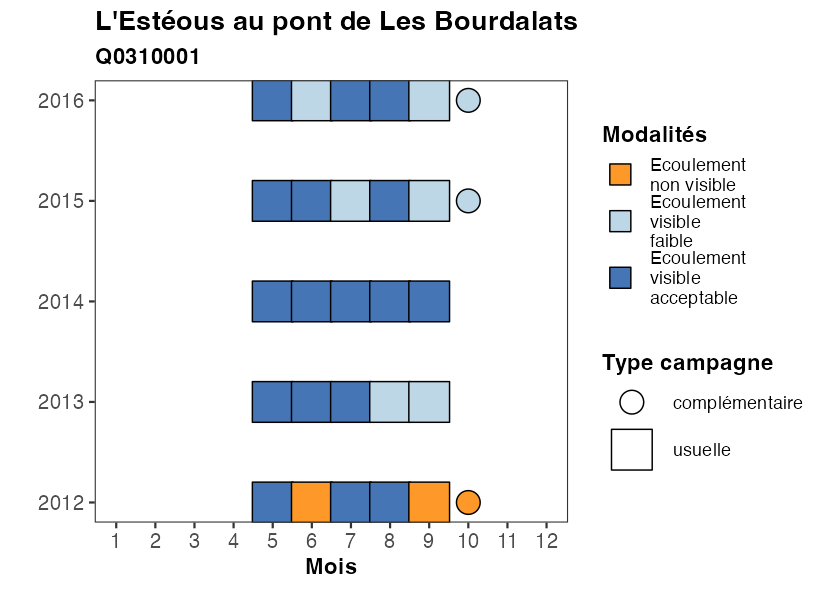 L'Estéous au pont de Les Bourdalats
Q0310001
2016
2015
2014
2013
2012
1 2 3 4 5 6 7 8 9 10 11 12
Mois
Modalités
Ecoulement
non visible
Ecoulement
visible
faible
Ecoulement
visible
acceptable
Type campagne
complémentaire
usuelle